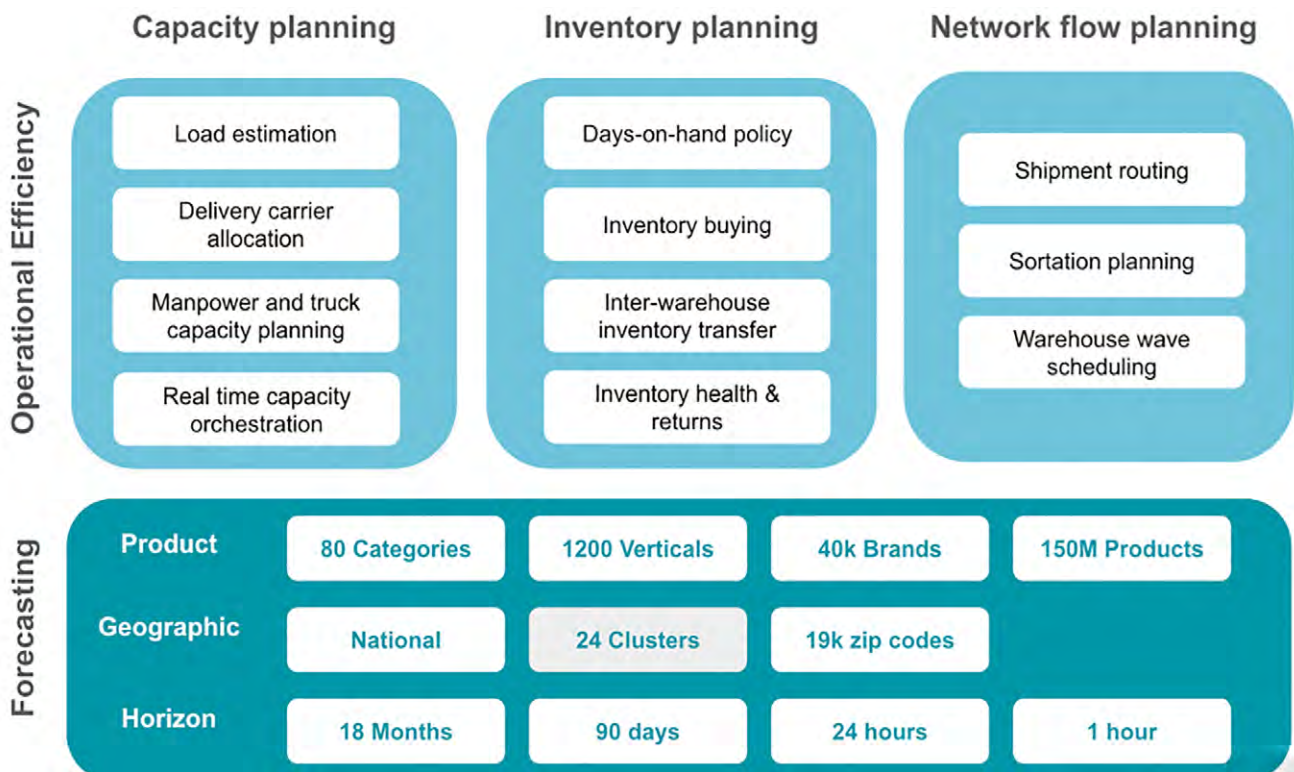 Capacity planning
Inventory planning
Network flow planning
Operational Efficiency
Load estimation
Delivery carrier
allocation
Manpower and truck
capacity planning
Real time capacity
orchestration
Days-on-hand policy
Inventory buying
Inter-warehouse
inventory transfer
Inventory health &
returns
Shipment routing
Sortation planning
Warehouse wave
scheduling
Forecasting
Product
80 Categories
1200 Verticals
40k Brands
150M Products
Geographic
National
24 Clusters
19k zip codes
Horizon
18 Months
90 days
24 hours
1 hour